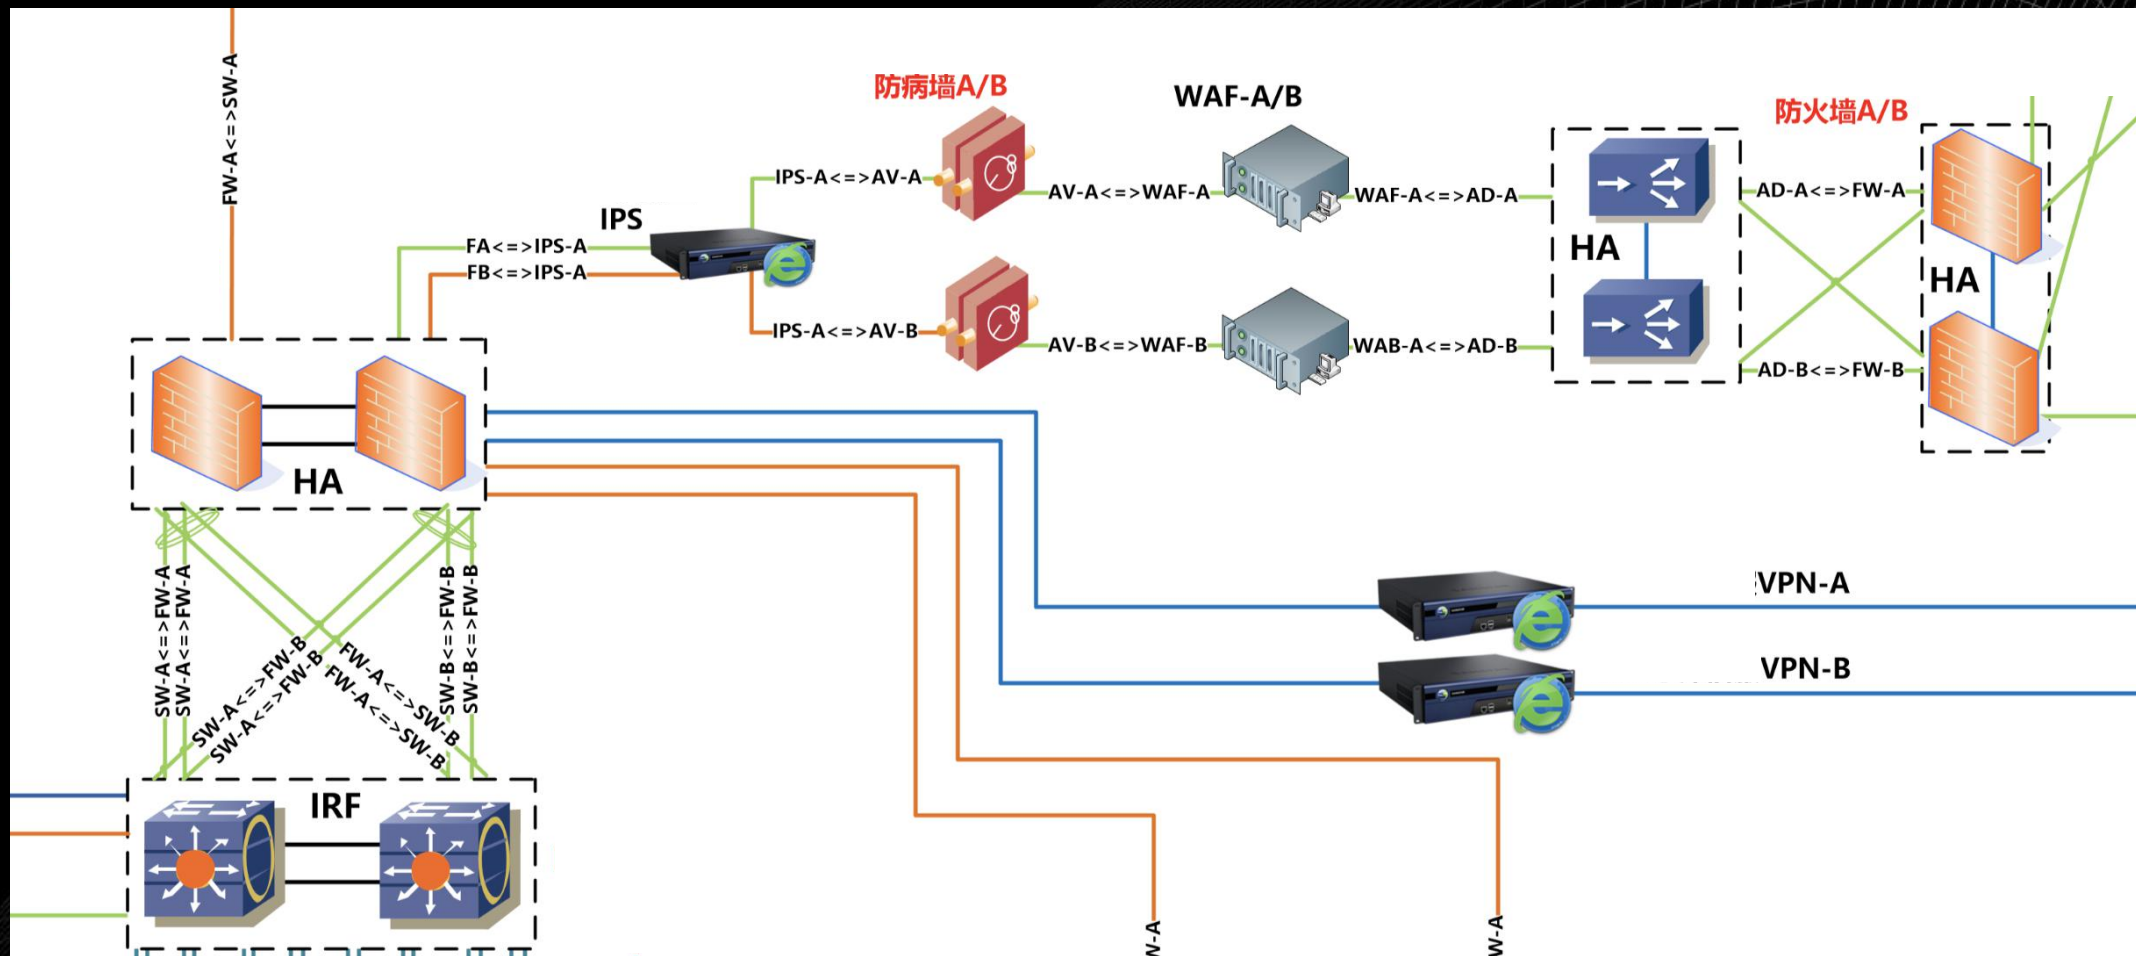 FW-A<=>SW-A
防病墙A/B
WAF-A/B
防火墙A/B
IPS
IPS-A<=>AV-A
AV-A<=>WAF-A
WAF-A<=>AD-A
AD-A<=>FW-A
FA<=>IPS-A
FB<=>IPS-A
HA
HA
IPS-A<=>AV-B
AV-B<=>WAF-B
WAB-A<=>AD-B
AD-B<=>FW-B
HA
SW-A<=>FW-A
SW-A<=>FW-A
SW-B<=>FW-B
SW-B<=>FW-B
SW-A<=>FW-B
SW-A<=>FW-B
FW-A<=>SW-B
FW-A<=>SW-B
VPN-A
VPN-B
IRF
W-A
W-A